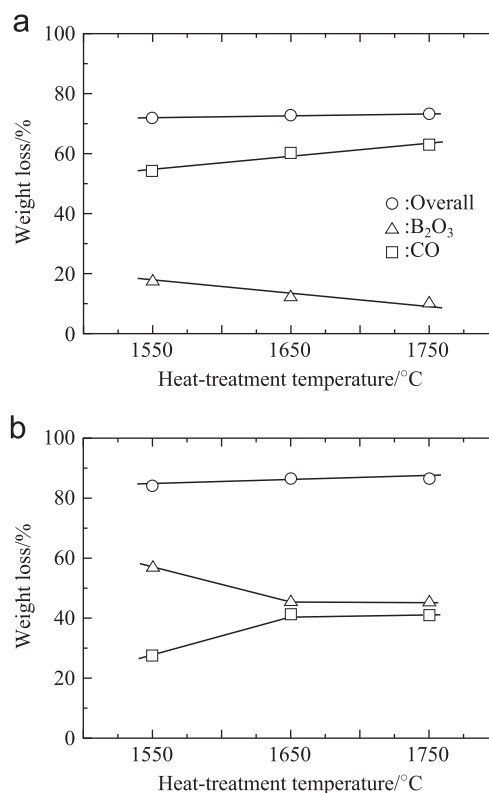 a
100
80
60
40
20
0
Weight loss/%
○ :Overall
△ :B₂O₃
□ :CO
1550 1650 1750
Heat-treatment temperature/°C
b
100
80
60
40
20
0
Weight loss/%
1550 1650 1750
Heat-treatment temperature/°C